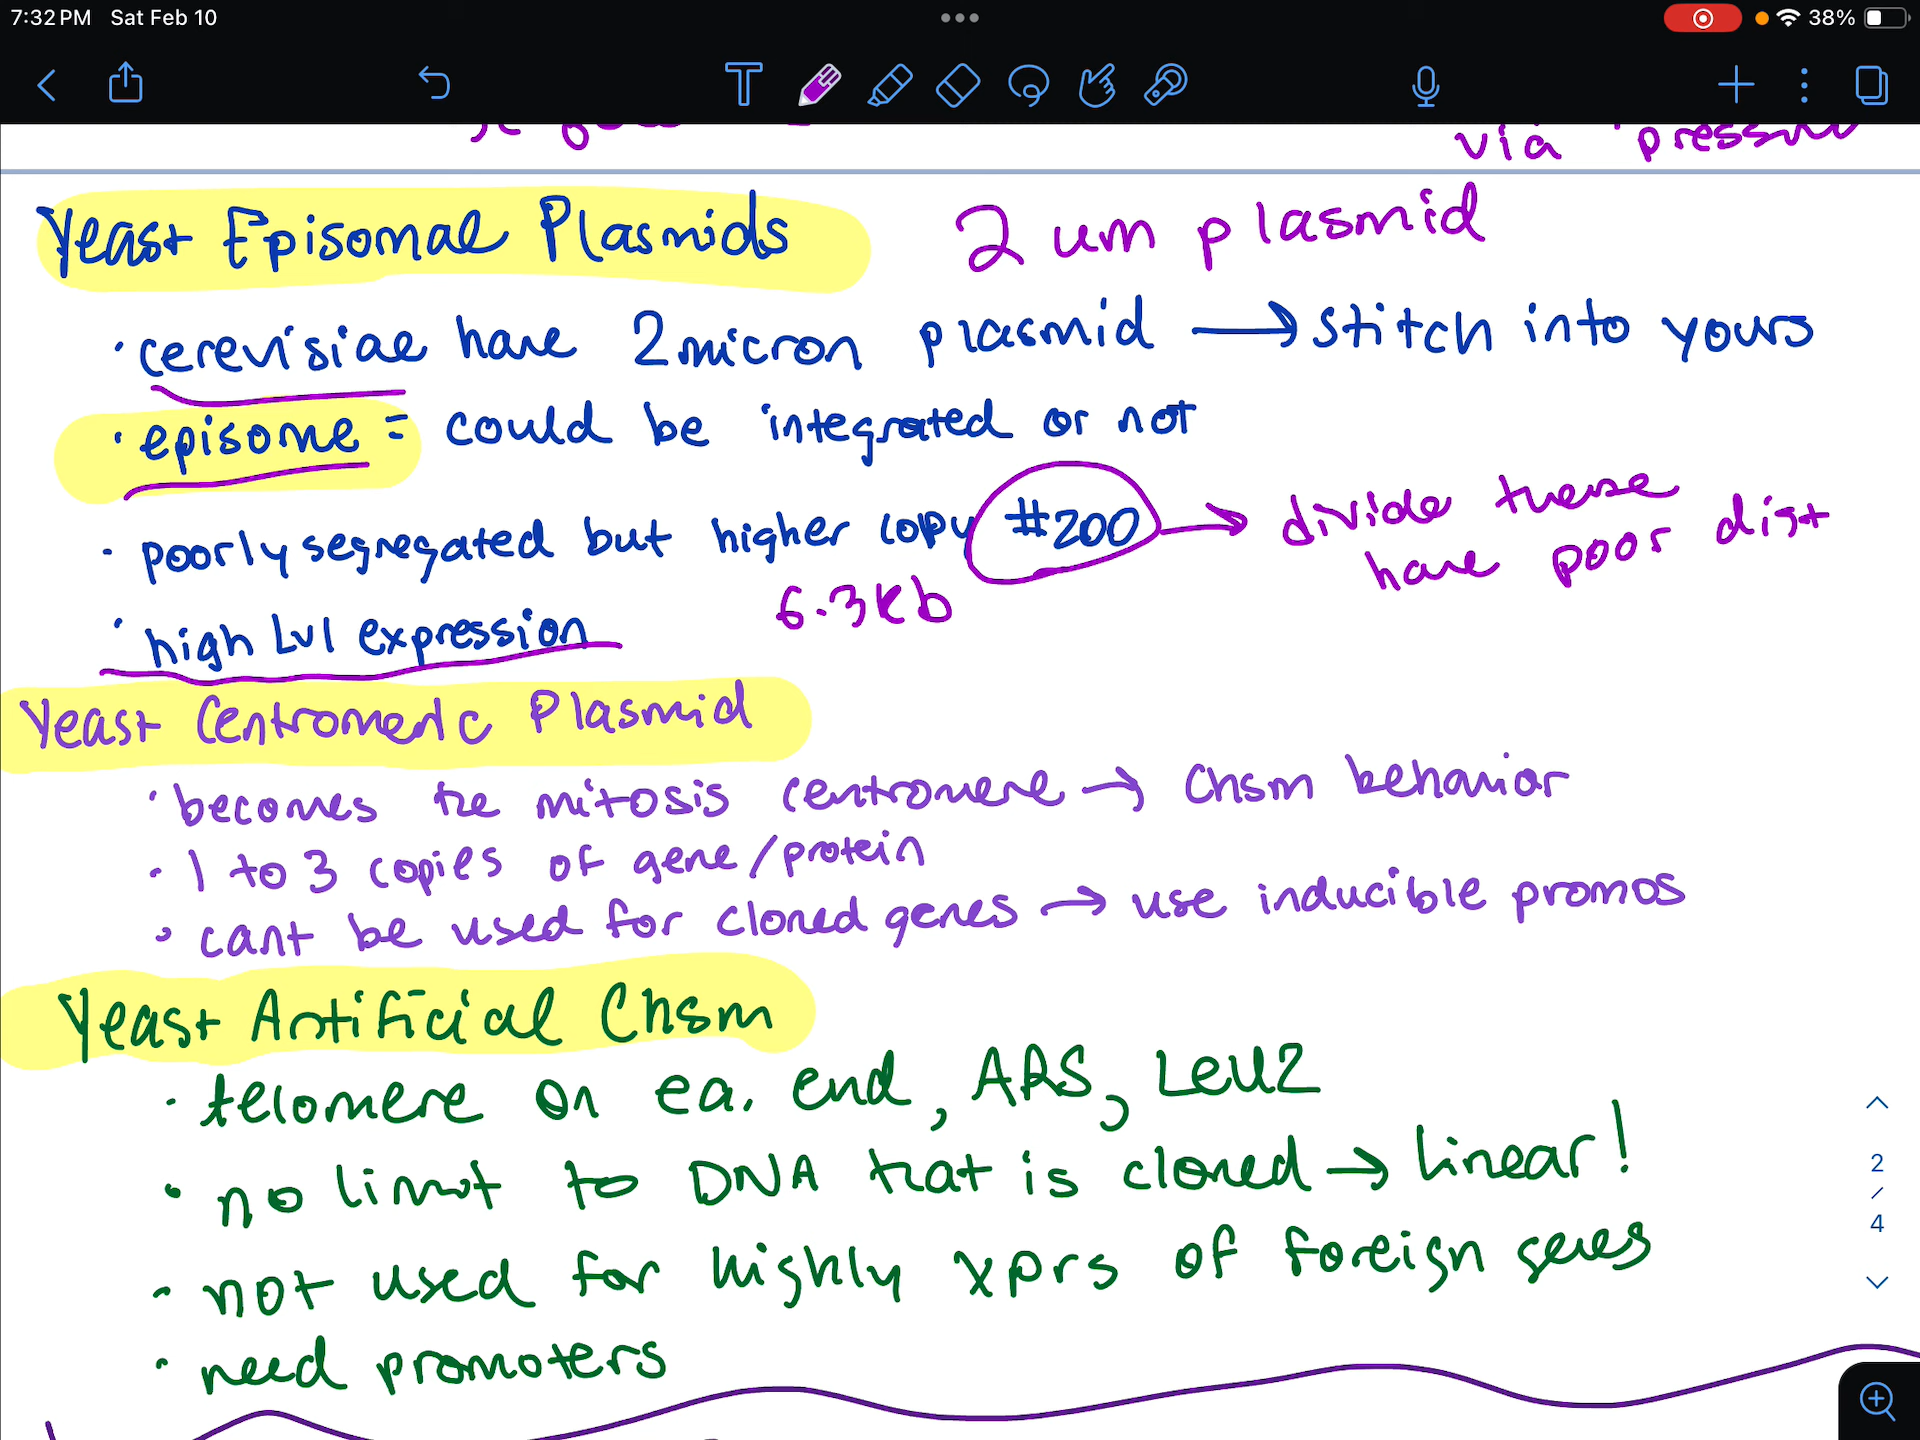 7:32 PM Sat Feb 10
38%
T
via pressure
Yeast Episomal Plasmids
2 um plasmid
• cerevisiae have 2 micron plasmid → stitch into yours
• episome = could be integrated or not
• poorly segregated but higher copy #200 → divide these have poor dist
6.3kb
• high Lvl expression
Yeast Centromeric Plasmid
• becomes the mitosis centromere → Chsm behavior
• 1 to 3 copies of gene/protein
• cant be used for cloned genes → use inducible promos
Yeast Artificial Chsm
• telomere on ea. end, ARS, Leu2
• no limit to DNA that is cloned → linear!
• not used for highly xprs of foreign genes
• need promoters
2
/
4